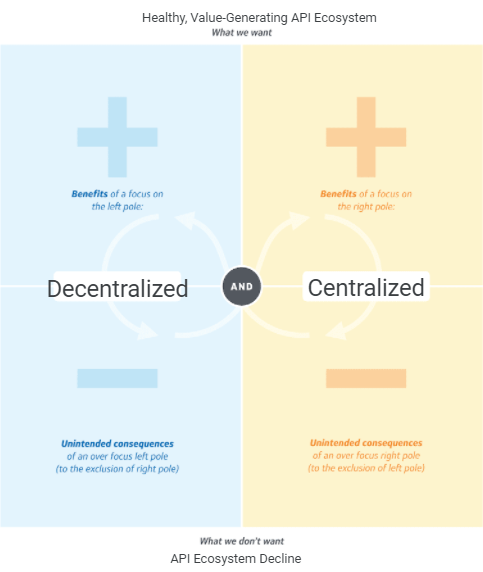 Healthy, Value-Generating API Ecosystem
What we want
Benefits of a focus on
the left pole:
Benefits of a focus on
the right pole:
Decentralized
AND
Centralized
Unintended consequences
of an over focus left pole
(to the exclusion of right pole)
Unintended consequences
of an over focus right pole
(to the exclusion of left pole)
What we don't want
API Ecosystem Decline